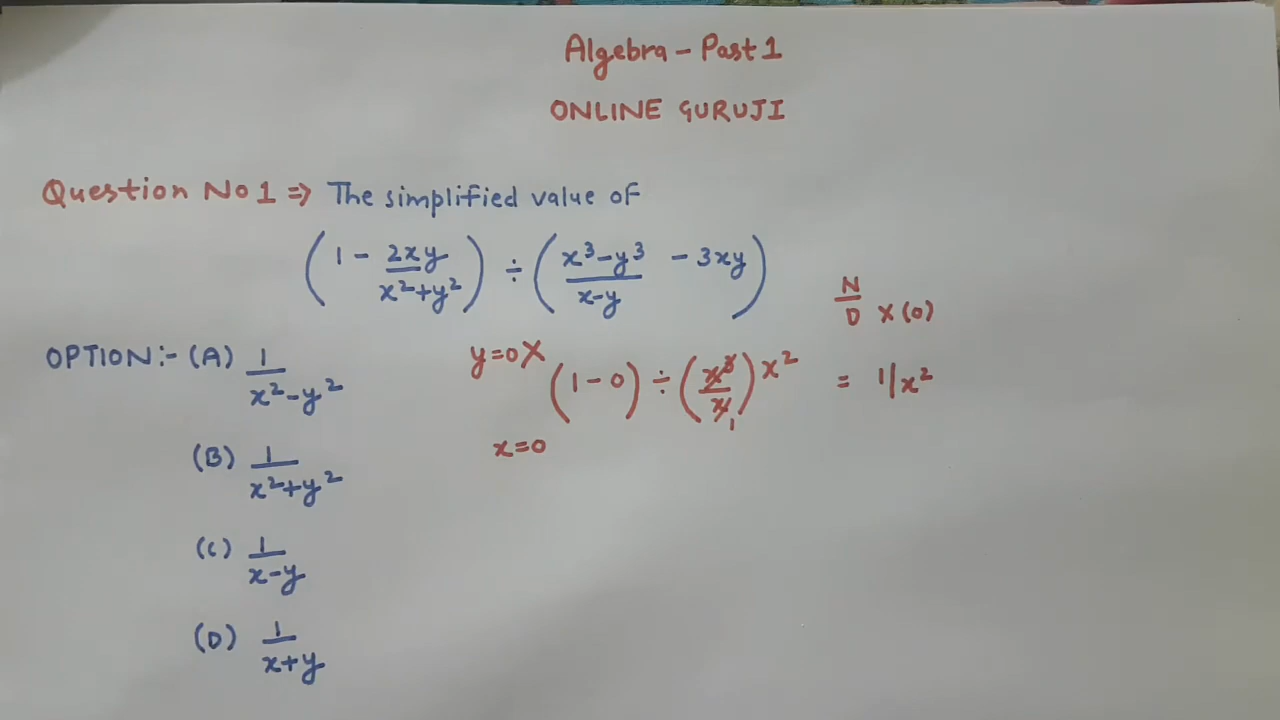 Algebra - Part 1
ONLINE GURUJI
Question No 1 ⇒ The simplified value of
(1 - 2xy/(x²+y²)) ÷ ((x³-y³)/(x-y) - 3xy)
N/D X (0)
OPTION:- (A) 1/(x²-y²)
y=0 X (1-0) ÷ (x³/x) x² = 1/x²
1
x=0
(B) 1/(x²+y²)
(C) 1/(x-y)
(D) 1/(x+y)